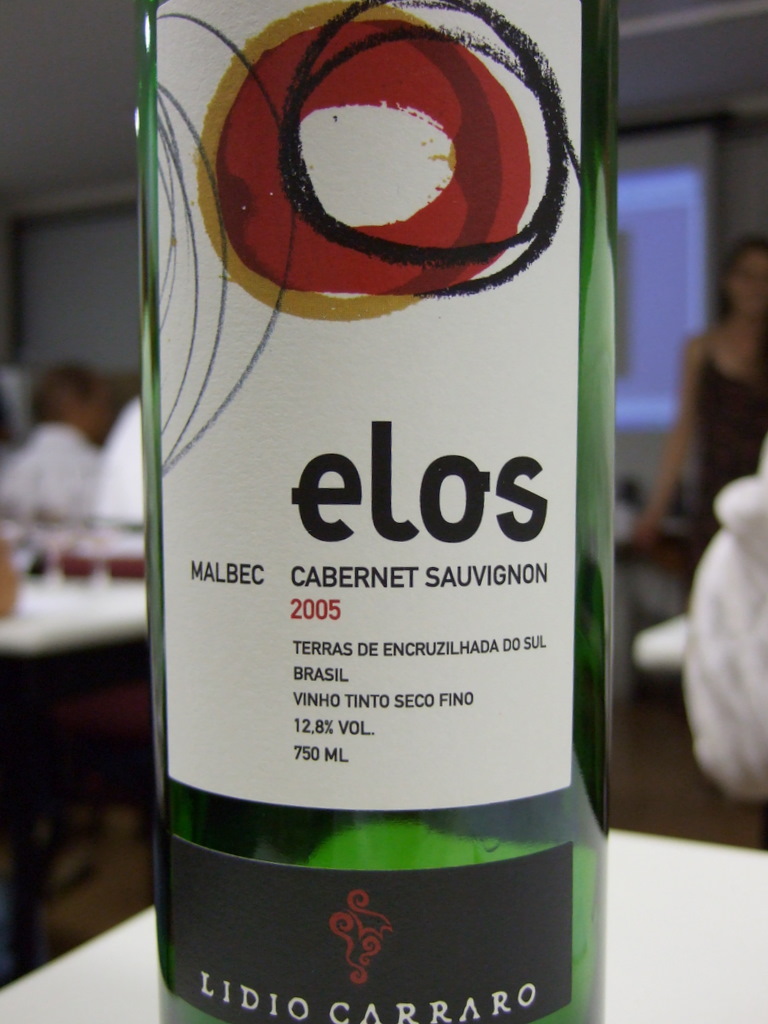 elos
MALBEC CABERNET SAUVIGNON
2005
TERRAS DE ENCRUZILHADA DO SUL
BRASIL
VINHO TINTO SECO FINO
12,8% VOL.
750 ML
LIDIO CARRARO